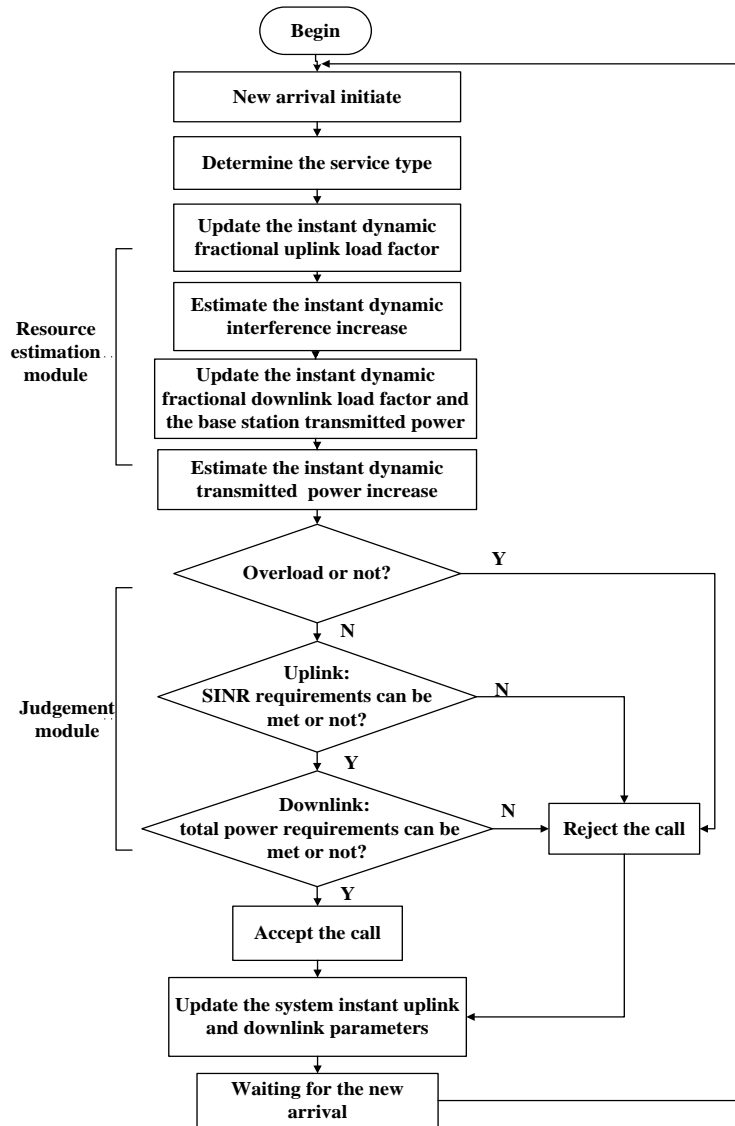 Begin
New arrival initiate
Determine the service type
Update the instant dynamic
fractional uplink load factor
Estimate the instant dynamic
interference increase
Resource
estimation
module
Update the instant dynamic
fractional downlink load factor and
the base station transmitted power
Estimate the instant dynamic
transmitted power increase
Overload or not?
Y
N
Uplink:
SINR requirements can be
met or not?
N
Judgement
module
Y
Downlink:
total power requirements can be
met or not?
N
Reject the call
Y
Accept the call
Update the system instant uplink
and downlink parameters
Waiting for the new
arrival